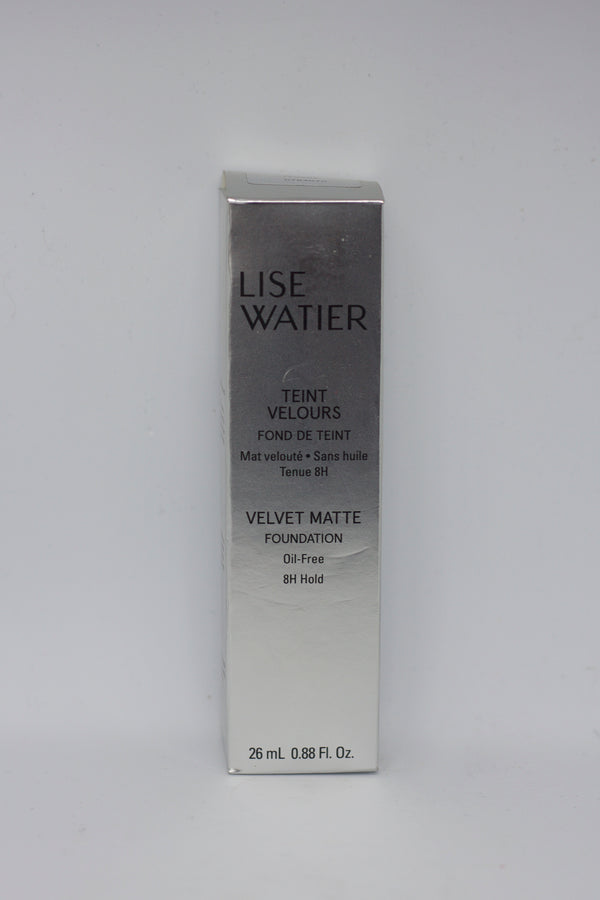 LISE
WATIER
TEINT
VELOURS
FOND DE TEINT
Mat velouté • Sans huile
Tenue 8H
VELVET MATTE
FOUNDATION
Oil-Free
8H Hold
26 mL 0.88 Fl. Oz.